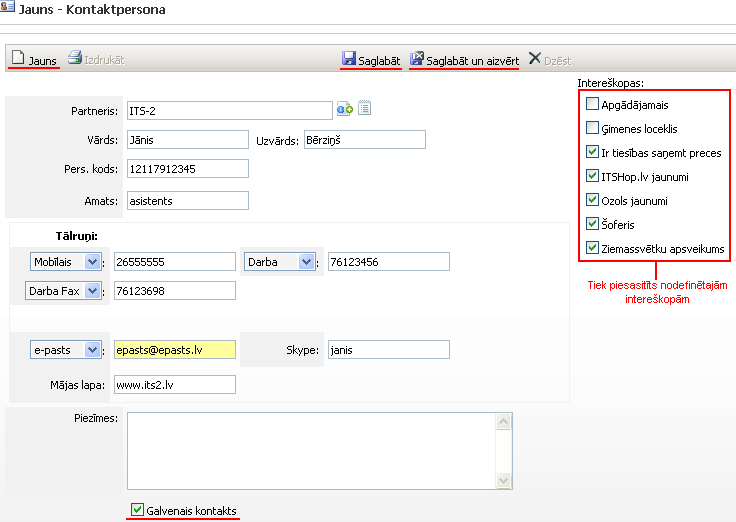 Jauns - Kontaktpersona
Jauns Izdrukāt Saglabāt Saglabāt un aizvērt Dzēst
Intereškopas:
Apgādājamais
Ģimenes loceklis
Ir tiesības saņemt preces
ITSHop.lv jaunumi
Ozols jaunumi
Šoferis
Ziemassvētku apsveikums
Tiek piesasitīts nodefinētajām
intereškopām
Partneris: ITS-2
Vārds: Jānis Uzvārds: Bērziņš
Pers. kods: 12117912345
Amats: asistents
Tālruņi:
Mobīlais : 26555555 Darba : 76123456
Darba Fax : 76123698
e-pasts : epasts@epasts.lv Skype: janis
Mājas lapa: www.its2.lv
Piezīmes:
Galvenais kontakts